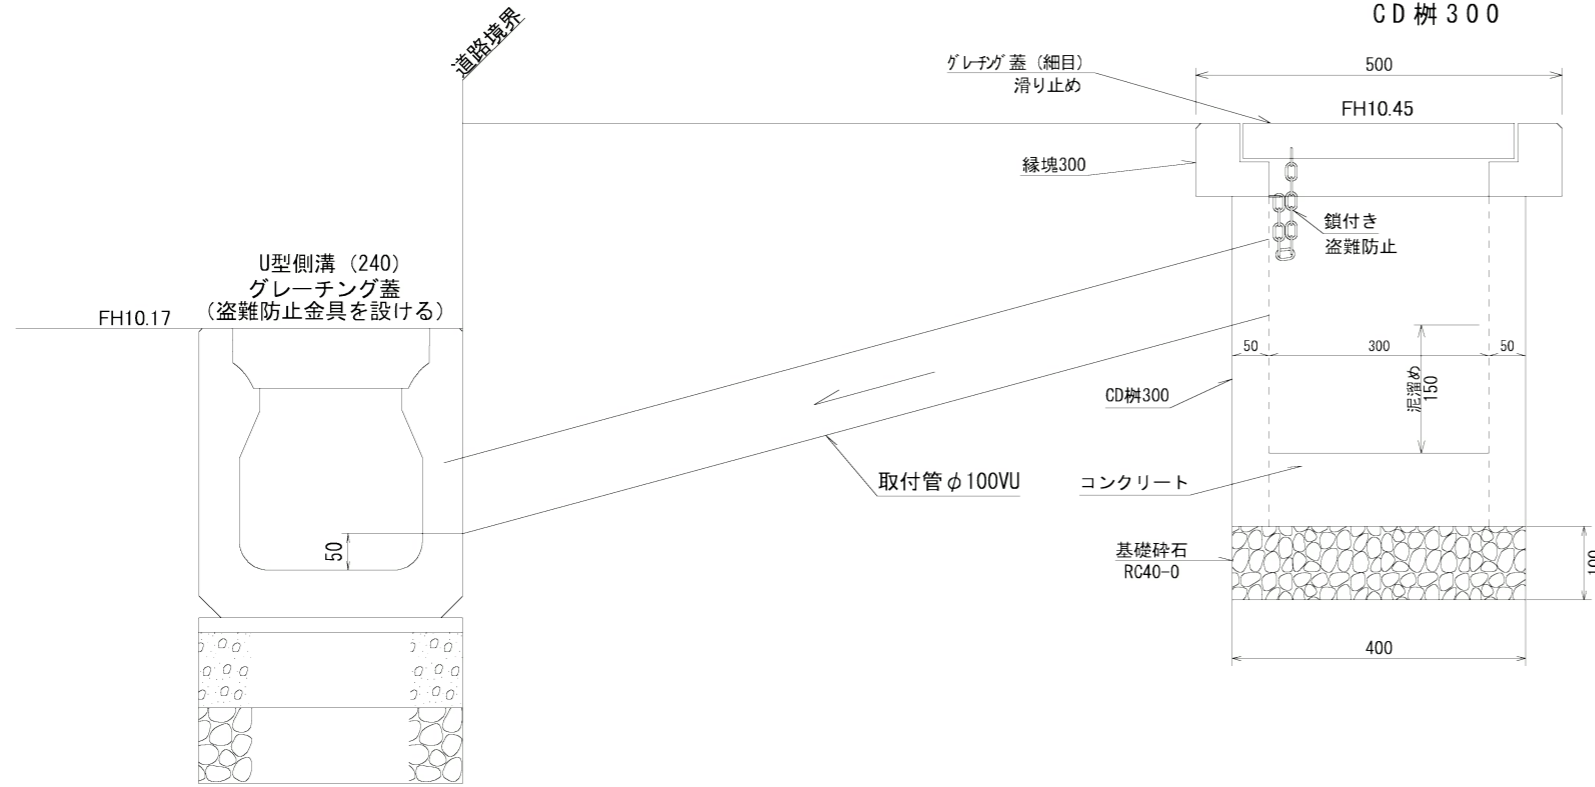 CD桝300
道路境界
グレーチング蓋（細目）
滑り止め
500
FH10.45
縁塊300
鎖付き
盗難防止
U型側溝（240）
グレーチング蓋
（盗難防止金具を設ける）
FH10.17
50
300
50
泥溜め
150
CD桝300
取付管φ100VU
コンクリート
50
基礎砕石
RC40-0
100
400